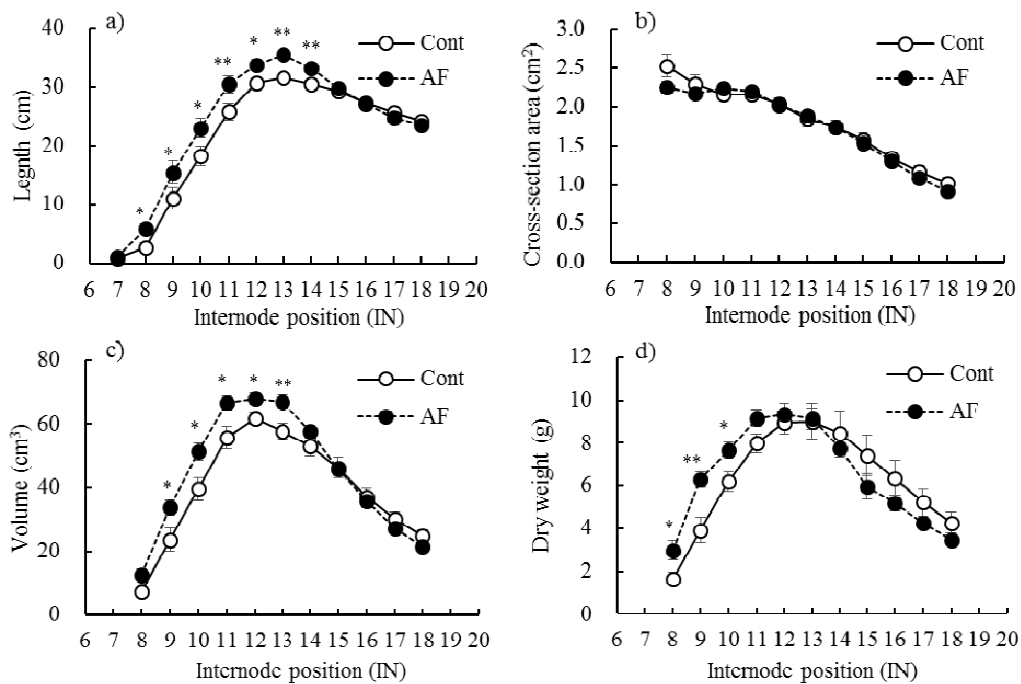 a)
40
30
20
10
0
Legnth (cm)
* * * ** * ** **
Cont
AF
6 7 8 9 10 11 12 13 14 15 16 17 18 19 20
Internode position (IN)
b)
3.0
2.5
2.0
1.5
1.0
0.5
0.0
Cross-section area (cm²)
Cont
AF
6 7 8 9 10 11 12 13 14 15 16 17 18 19 20
Internode position (IN)
c)
80
60
40
20
0
Volume (cm³)
* * * * **
Cont
AF
6 7 8 9 10 11 12 13 14 15 16 17 18 19 20
Internode position (IN)
d)
12
10
8
6
4
2
0
Dry weight (g)
* ** *
Cont
AF
6 7 8 9 10 11 12 13 14 15 16 17 18 19 20
Internode position (IN)